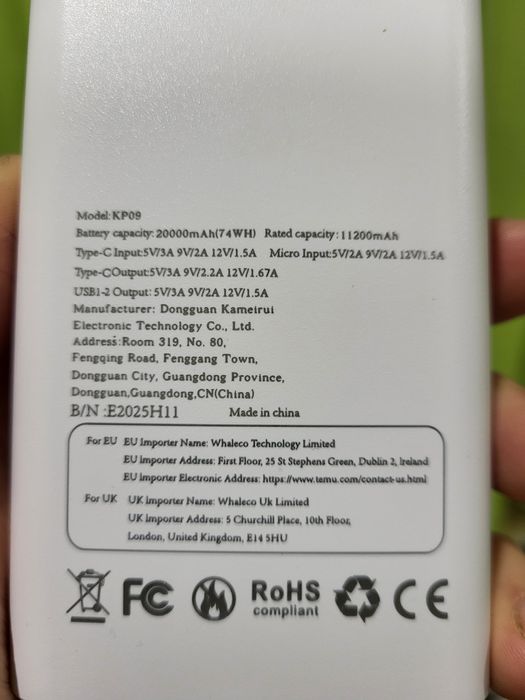 Model: KP09
Battery capacity: 20000mAh(74WH) Rated capacity: 11200mAh
Type-C Input:5V/3A 9V/2A 12V/1.5A Micro Input:5V/2A 9V/2A 12V/1.5A
Type-COutput:5V/3A 9V/2.2A 12V/1.67A
USB1-2 Output: 5V/3A 9V/2A 12V/1.5A
Manufacturer: Dongguan Kameirui
Electronic Technology Co., Ltd.
Address:Room 319, No. 80,
Fengqing Road, Fenggang Town,
Dongguan City, Guangdong Province,
Dongguan,Guangdong,CN(China)
B/N :E2025H11 Made in china
For EU EU Importer Name: Whaleco Technology Limited
EU Importer Address: First Floor, 25 St Stephens Green, Dublin 2, Ireland
EU Importer Electronic Address: https://www.temu.com/contact-us.html
For UK UK Importer Name: Whaleco Uk Limited
UK Importer Address: 5 Churchill Place, 10th Floor,
London, United Kingdom, E14 5HU
FC RoHS CE
compliant